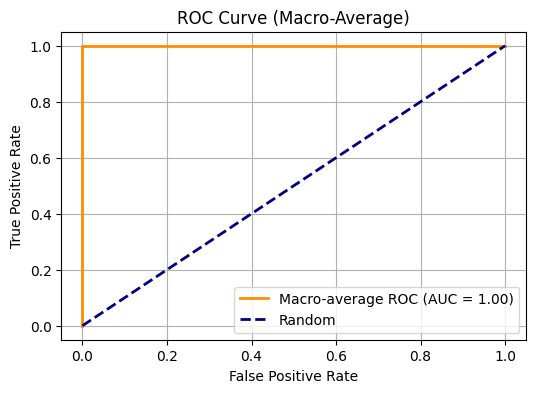 ROC Curve (Macro-Average)
True Positive Rate
1.0
0.8
0.6
0.4
0.2
0.0
Macro-average ROC (AUC = 1.00)
Random
0.0 0.2 0.4 0.6 0.8 1.0
False Positive Rate